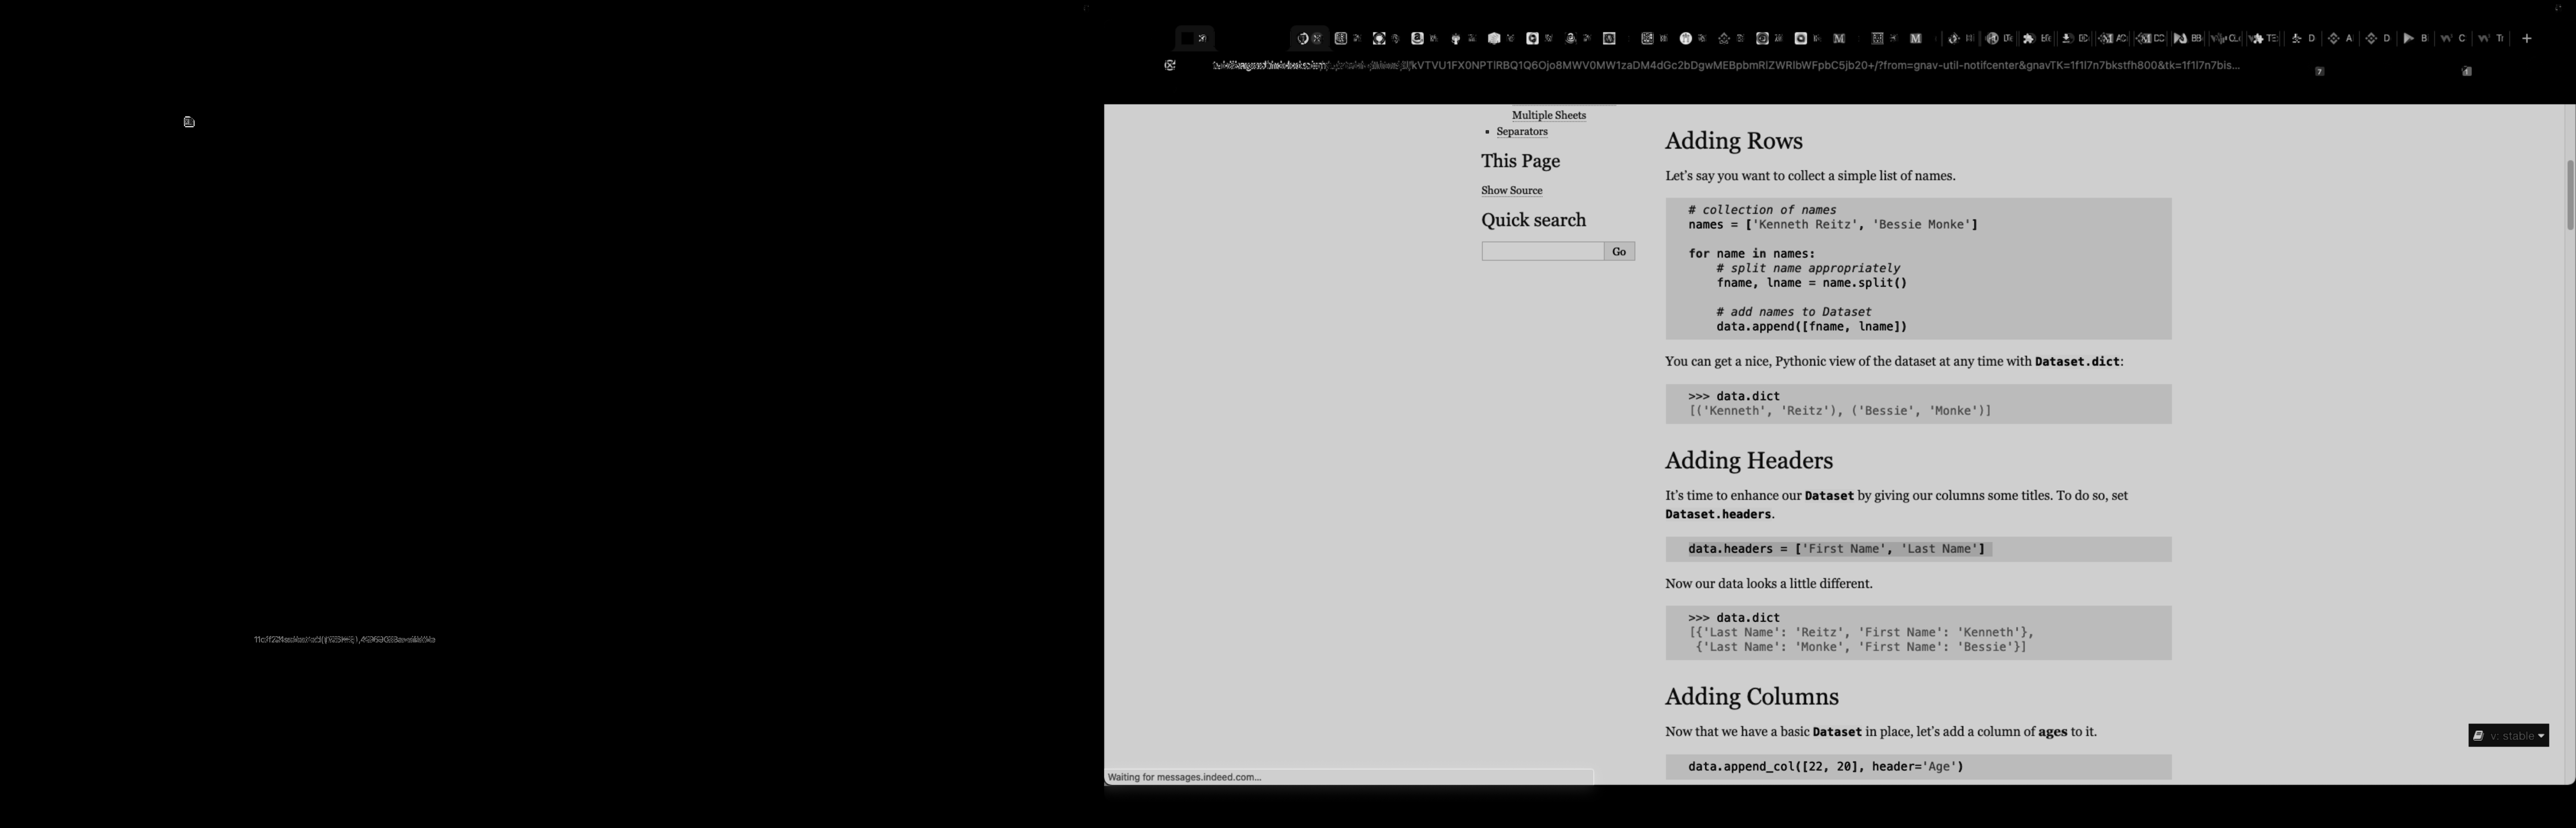 kVTVU1FX0NPTlRBQ1Q6Ojo8MWV0MW1zaDM4dGc2bDgwMEBpbmRlZWRlbWFpbC5jb20+/?from=gnav-util-notifcenter&gnavTK=1f1l7n7bkstfh800&tk=1f1l7n7bis...
Multiple Sheets
• Separators
This Page
Show Source
Quick search
Go
Adding Rows
Let’s say you want to collect a simple list of names.
# collection of names
names = ['Kenneth Reitz', 'Bessie Monke']
for name in names:
# split name appropriately
fname, lname = name.split()
# add names to Dataset
data.append([fname, lname])
You can get a nice, Pythonic view of the dataset at any time with Dataset.dict:
>>> data.dict
[('Kenneth', 'Reitz'), ('Bessie', 'Monke')]
Adding Headers
It’s time to enhance our Dataset by giving our columns some titles. To do so, set
Dataset.headers.
data.headers = ['First Name', 'Last Name']
Now our data looks a little different.
>>> data.dict
[{'Last Name': 'Reitz', 'First Name': 'Kenneth'},
{'Last Name': 'Monke', 'First Name': 'Bessie'}]
Adding Columns
Now that we have a basic Dataset in place, let’s add a column of ages to it.
data.append_col([22, 20], header='Age')
v: stable
Waiting for messages.indeed.com...